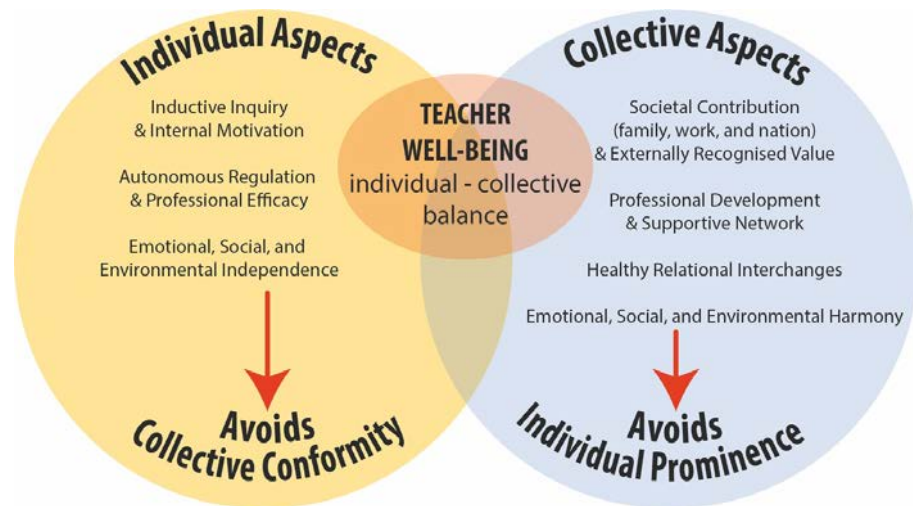 Individual Aspects
Inductive Inquiry
& Internal Motivation
Autonomous Regulation
& Professional Efficacy
Emotional, Social, and
Environmental Independence
Avoids
Collective Conformity
TEACHER
WELL-BEING
individual - collective
balance
Collective Aspects
Societal Contribution
(family, work, and nation)
& Externally Recognised Value
Professional Development
& Supportive Network
Healthy Relational Interchanges
Emotional, Social, and Environmental Harmony
Avoids
Individual Prominence